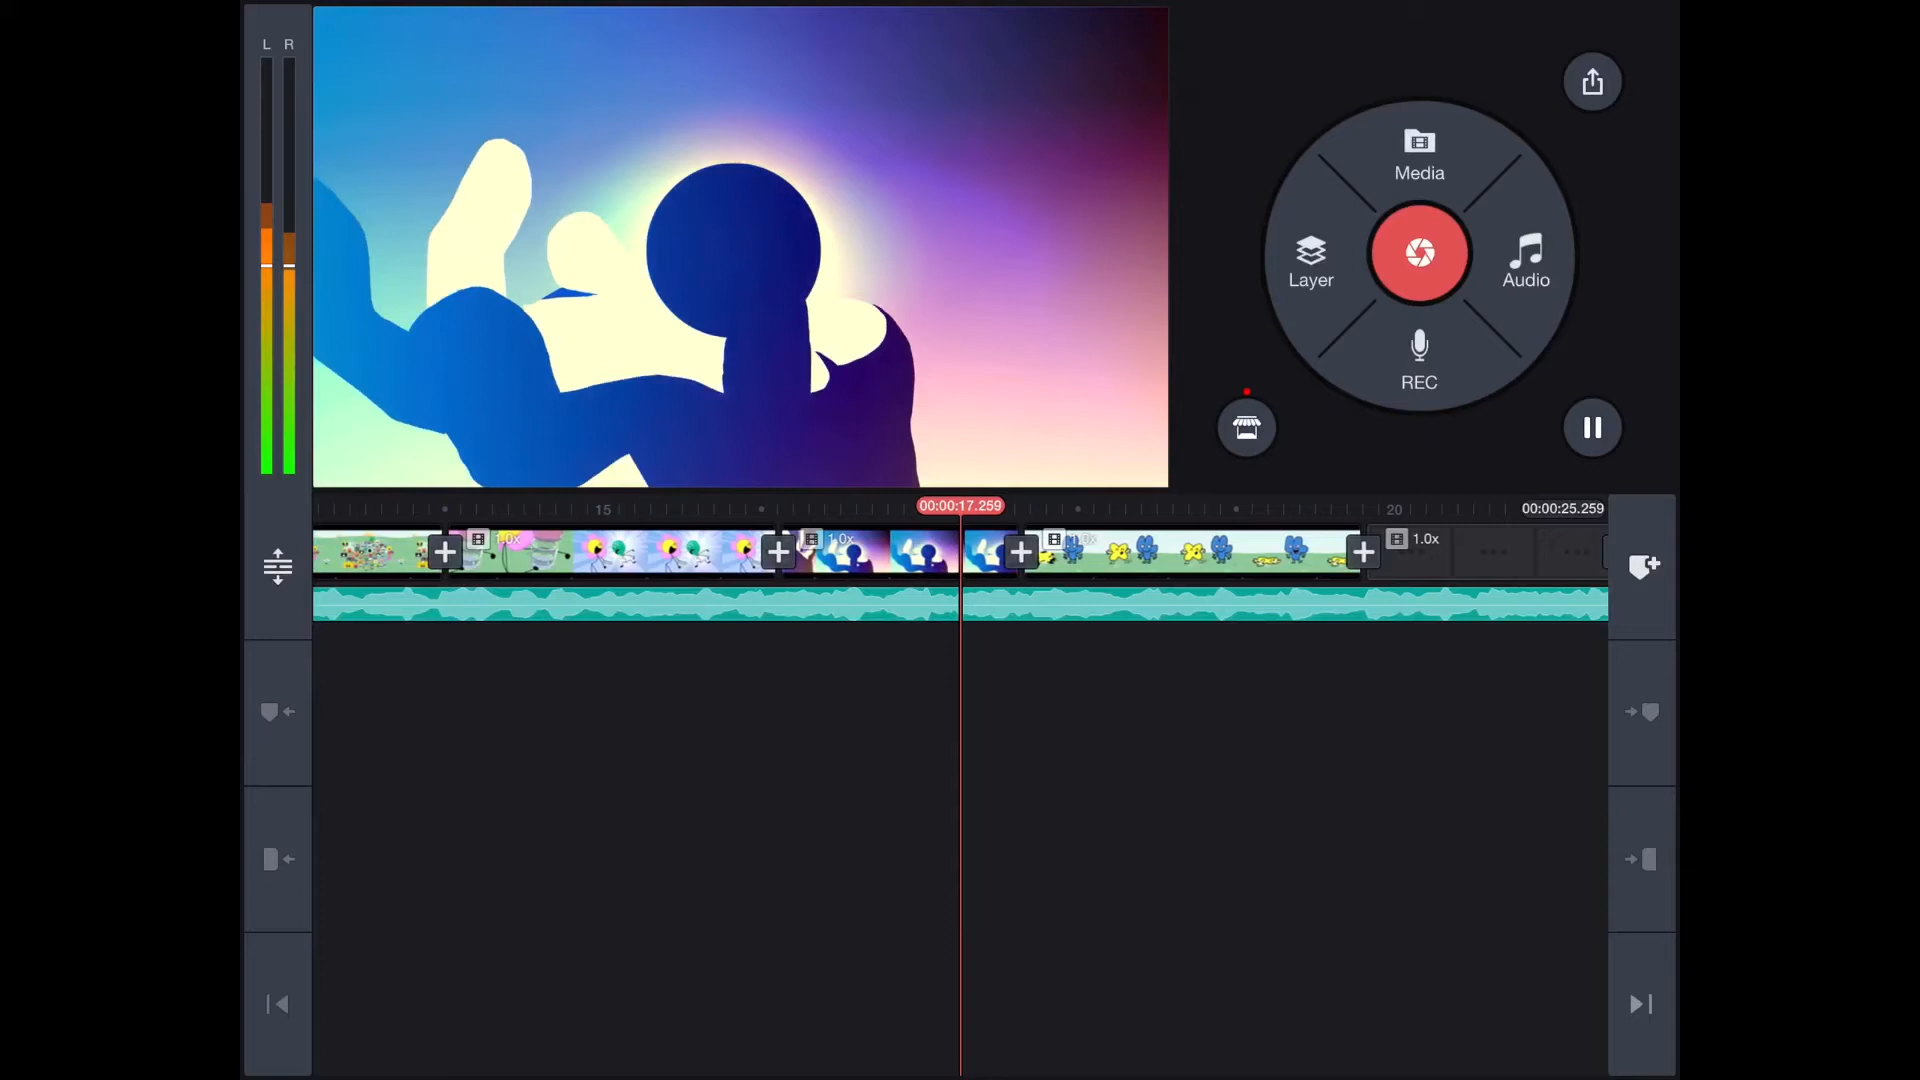 L R
Media
Layer
Audio
REC
15
00:00:17.259
20
00:00:25.259
1.0x
1.0x
1.0x
1.0x